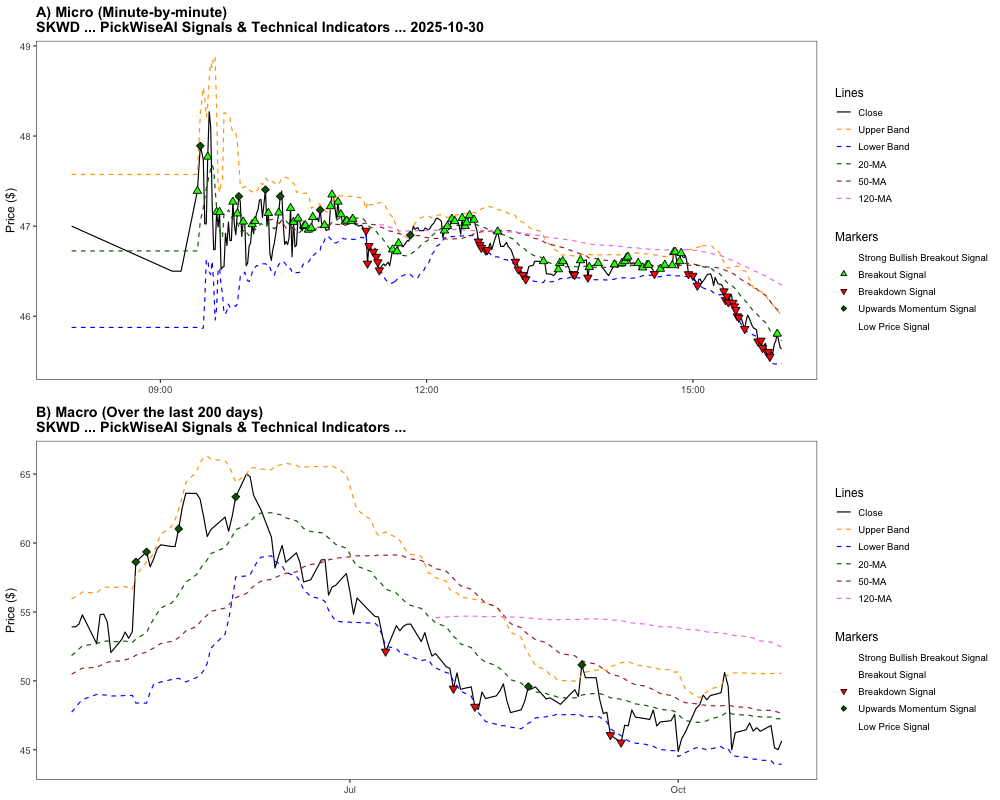 A) Micro (Minute-by-minute)
SKWD ... PickWiseAI Signals & Technical Indicators ... 2025-10-30
49
48
47
46
Price ($)
09:00
12:00
15:00
Lines
Close
Upper Band
Lower Band
20-MA
50-MA
120-MA
Markers
Strong Bullish Breakout Signal
Breakout Signal
Breakdown Signal
Upwards Momentum Signal
Low Price Signal
B) Macro (Over the last 200 days)
SKWD ... PickWiseAI Signals & Technical Indicators ...
65
60
55
50
45
Price ($)
Jul
Oct
Lines
Close
Upper Band
Lower Band
20-MA
50-MA
120-MA
Markers
Strong Bullish Breakout Signal
Breakout Signal
Breakdown Signal
Upwards Momentum Signal
Low Price Signal